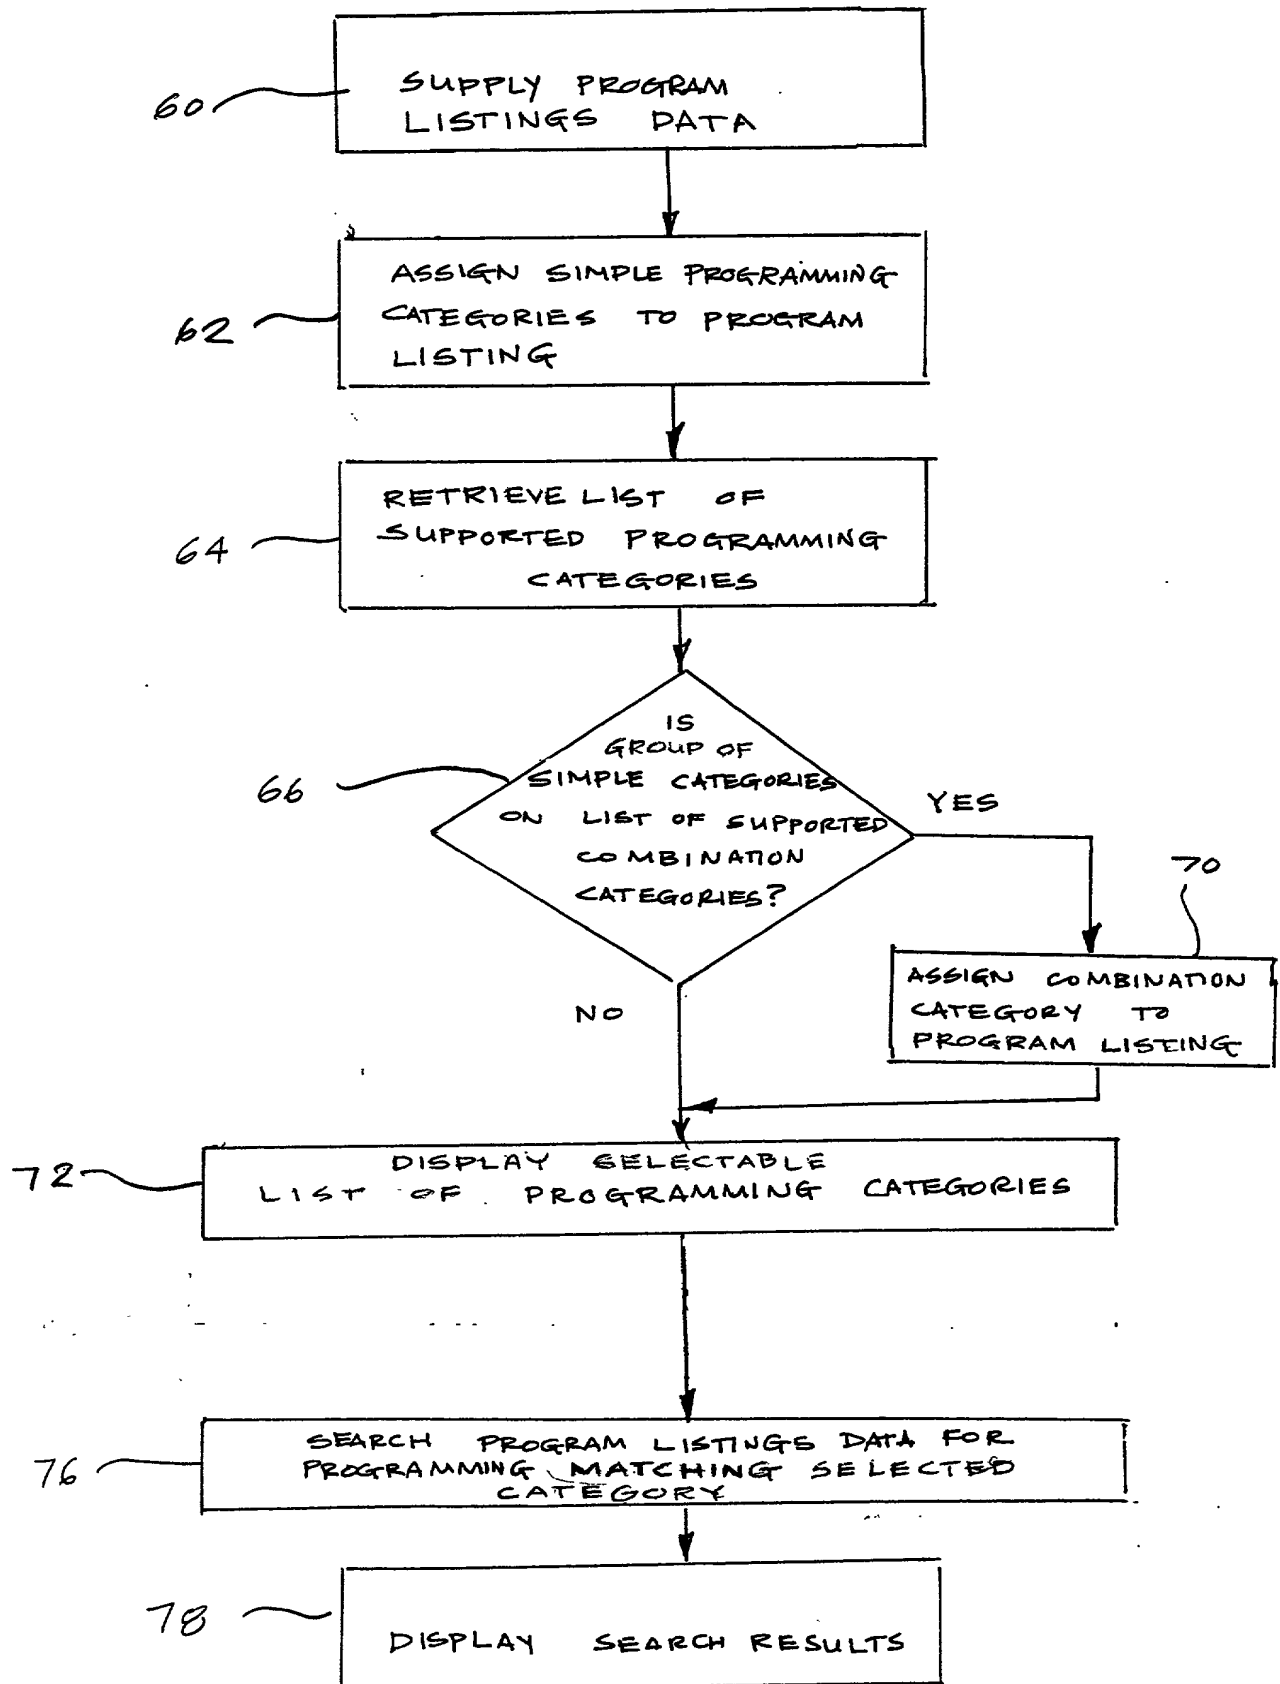 60
SUPPLY PROGRAM
LISTINGS DATA
62
ASSIGN SIMPLE PROGRAMMING
CATEGORIES TO PROGRAM
LISTING
64
RETRIEVE LIST OF
SUPPORTED PROGRAMMING
CATEGORIES
66
IS
GROUP OF
SIMPLE CATEGORIES
ON LIST OF SUPPORTED
COMBINATION
CATEGORIES?
YES
NO
70
ASSIGN COMBINATION
CATEGORY TO
PROGRAM LISTING
72
DISPLAY SELECTABLE
LIST OF PROGRAMMING CATEGORIES
76
SEARCH PROGRAM LISTINGS DATA FOR
PROGRAMMING MATCHING SELECTED
CATEGORY
78
DISPLAY SEARCH RESULTS